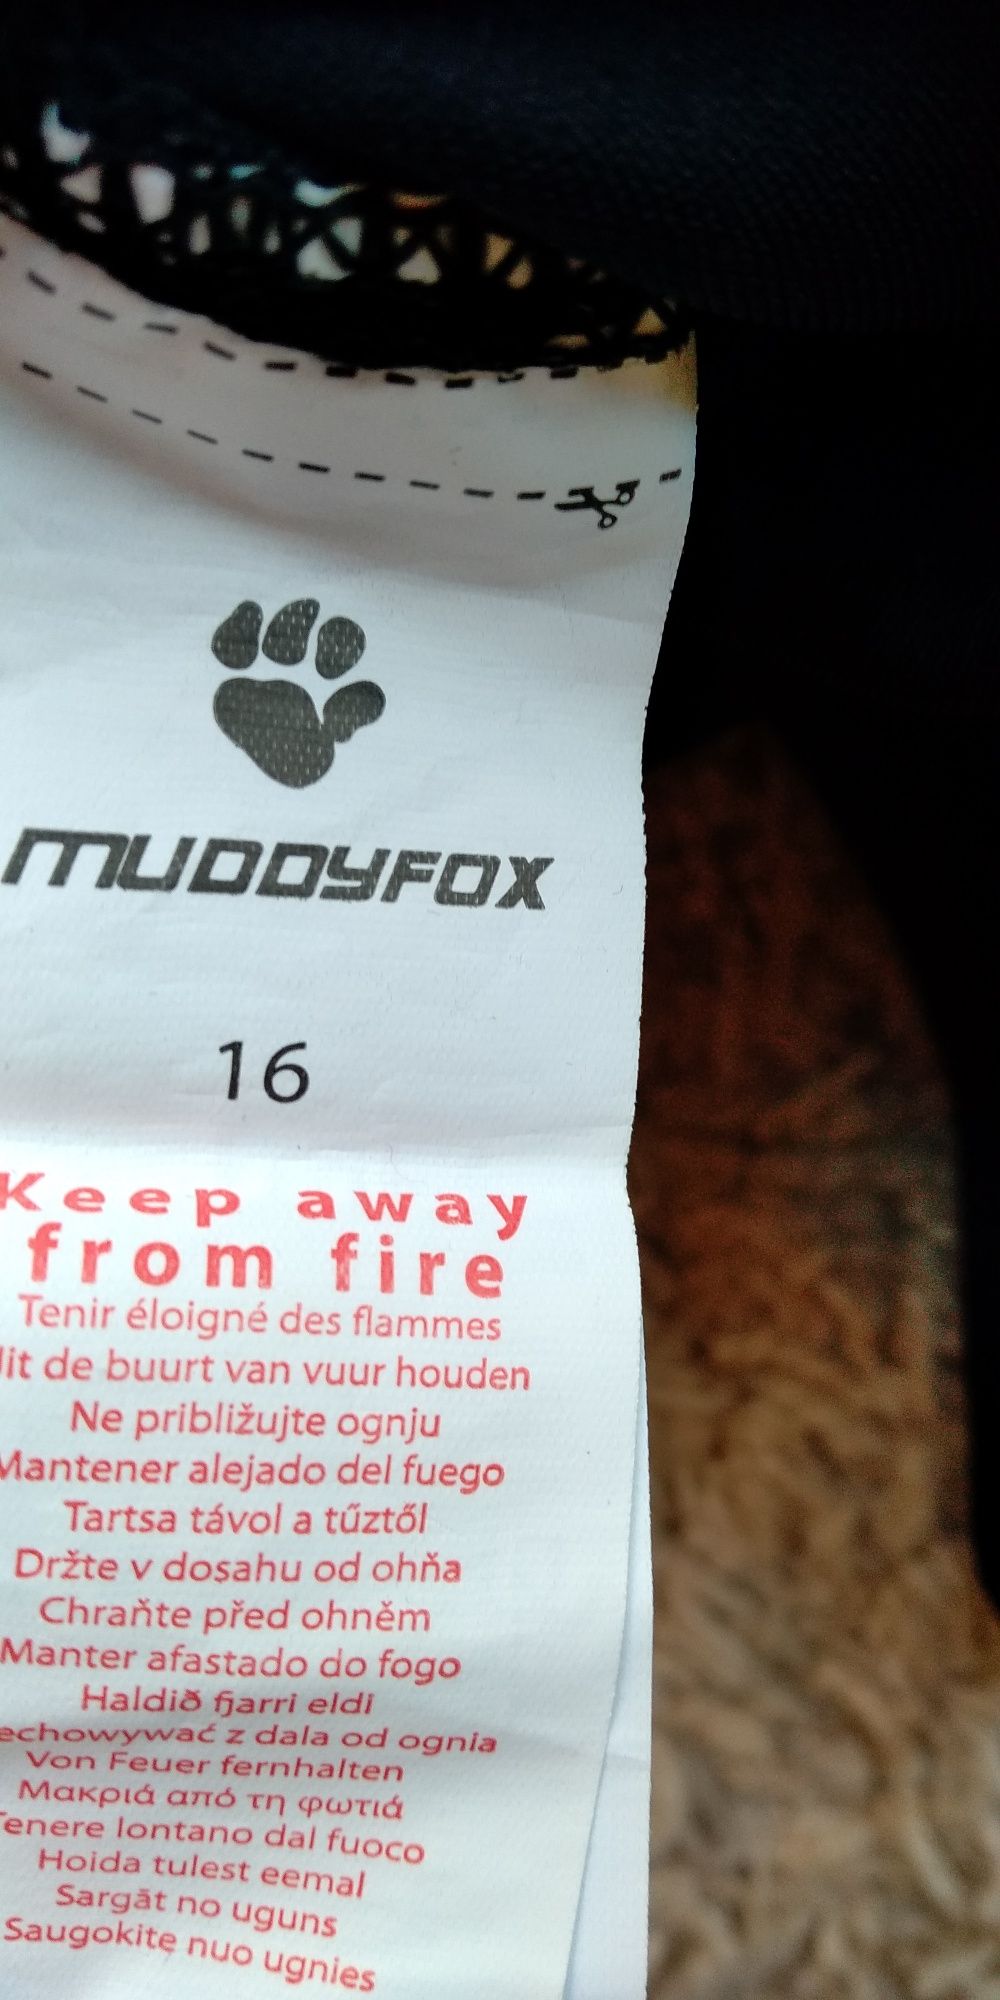 MUDDYFOX
16
Keep away
from fire
Tenir éloigné des flammes
de buurt van vuur houden
Ne približujte ognju
Mantener alejado del fuego
Tartsa távol a tűztől
Držte v dosahu od ohňa
Chraňte před ohněm
Manter afastado do fogo
Haldið fjarri eldi
echowywać z dala od ognia
Von Feuer fernhalten
Μακριά από τη φωτιά
Tenere lontano dal fuoco
Hoida tulest eemal
Sargāt no uguns
Saugokite nuo ugnies